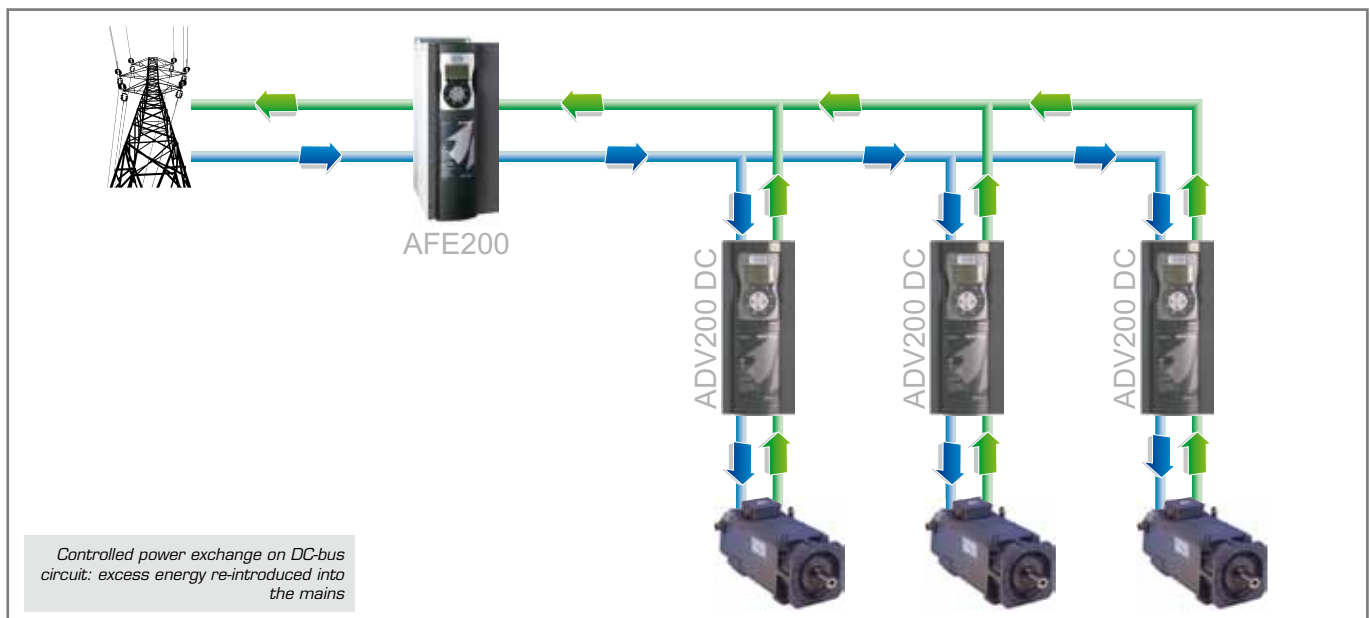 AFE200
ADV200 DC
ADV200 DC
ADV200 DC
Controlled power exchange on DC-bus
circuit: excess energy re-introduced into
the mains